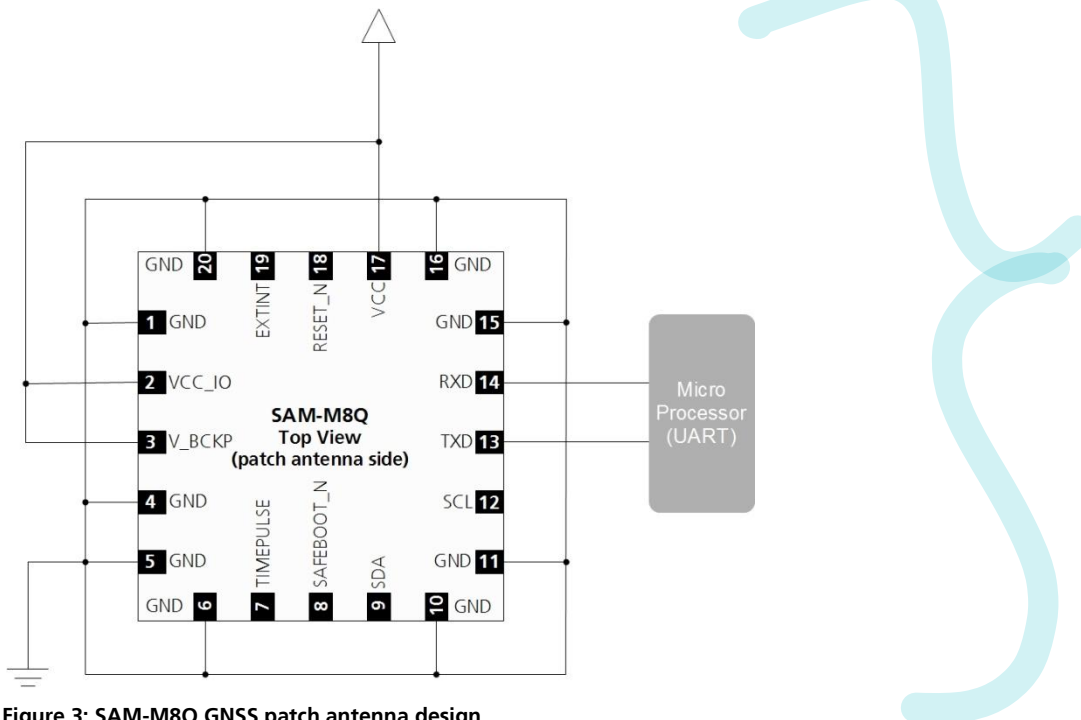 GND 20
19 EXTINT
18 RESET_N
17 VCC
16 GND
1 GND
GND 15
2 VCC_IO
RXD 14
3 V_BCKP
TXD 13
4 GND
SCL 12
5 GND
GND 11
GND 6
7 TIMEPULSE
8 SAFEBOOT_N
9 SDA
10 GND
SAM-M8Q
Top View
(patch antenna side)
Micro
Processor
(UART)
Figure 3: SAM-M8Q GNSS patch antenna design